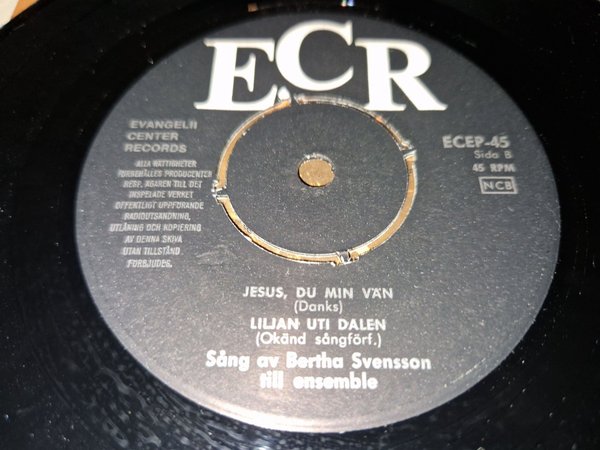 ECR
EVANGELII
CENTER
RECORDS
ALLA RÄTTIGHETER
FÖRBEHÅLLES PRODUCENTEN
RESP. ÄGAREN TILL DET
INSPELADE VERKET
OFFENTLIGT UPPFÖRANDE
RADIOUTSÄNDNING,
UTLÅNING OCH KOPIERING
AV DENNA SKIVA
UTAN TILLSTÅND
FÖRBJUDES.
ECEP-45
Sida B
45 RPM
NCB
JESUS, DU MIN VÄN
(Danks)
LILJAN UTI DALEN
(Okänd sångförf.)
Sång av Bertha Svensson
till ensemble